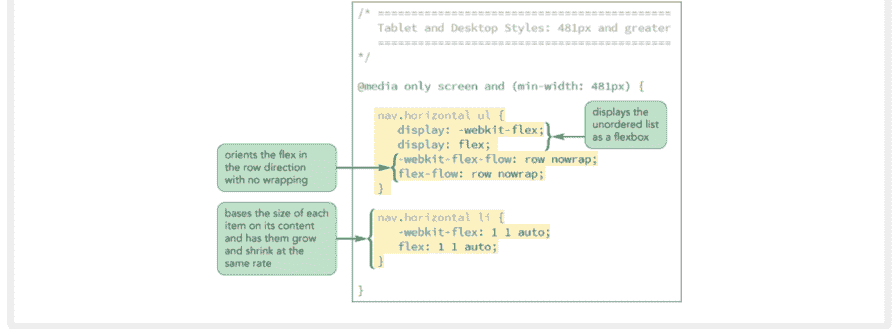 /* ============================================
Tablet and Desktop Styles: 481px and greater
============================================
*/
@media only screen and (min-width: 481px) {
nav.horizontal ul {
display: -webkit-flex;
display: flex;
-webkit-flex-flow: row nowrap;
flex-flow: row nowrap;
}
displays the
unordered list
as a flexbox
orients the flex in
the row direction
with no wrapping
nav.horizontal li {
-webkit-flex: 1 1 auto;
flex: 1 1 auto;
}
bases the size of each
item on its content
and has them grow
and shrink at the
same rate
}